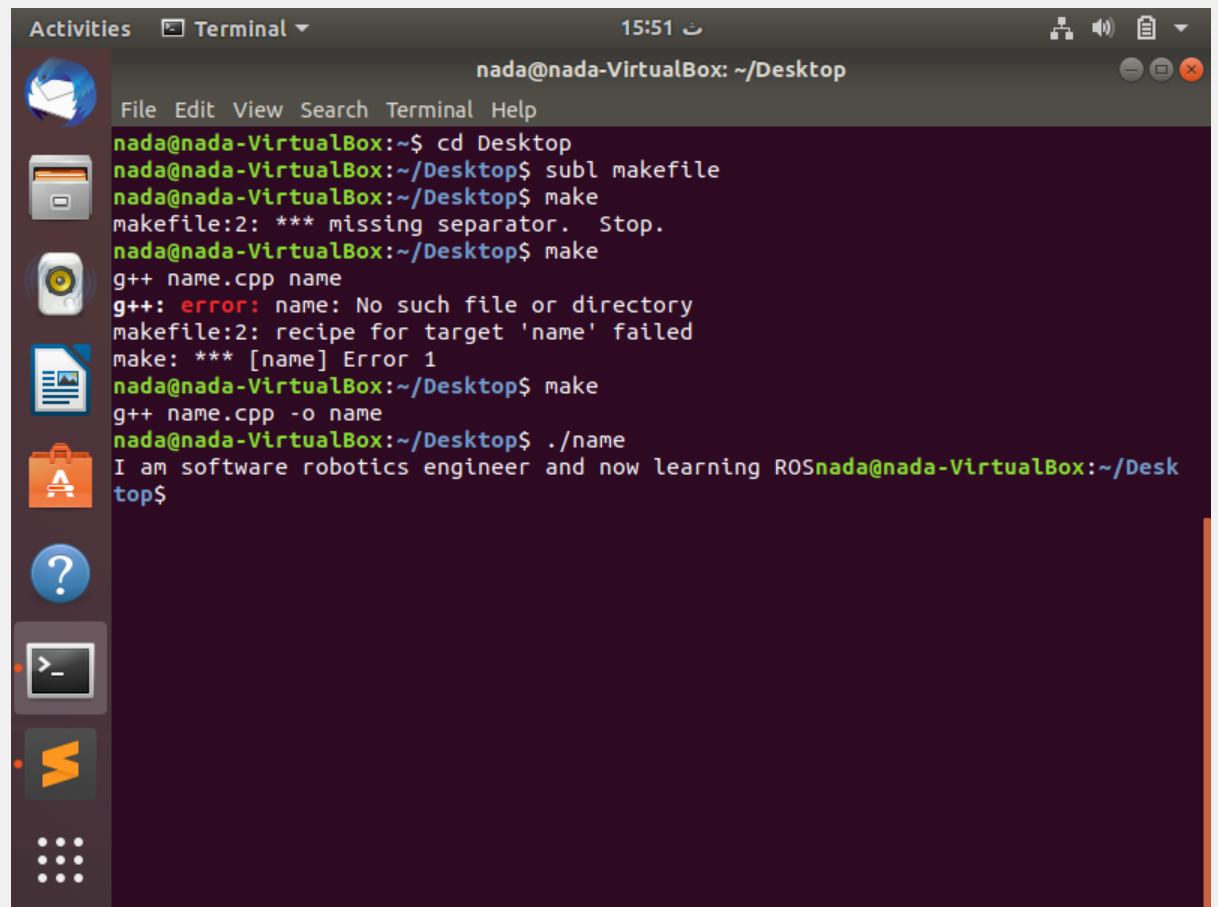 Activities Terminal 15:51 ث
nada@nada-VirtualBox: ~/Desktop
File Edit View Search Terminal Help
nada@nada-VirtualBox:~$ cd Desktop
nada@nada-VirtualBox:~/Desktop$ subl makefile
nada@nada-VirtualBox:~/Desktop$ make
makefile:2: *** missing separator.  Stop.
nada@nada-VirtualBox:~/Desktop$ make
g++ name.cpp name
g++: error: name: No such file or directory
makefile:2: recipe for target 'name' failed
make: *** [name] Error 1
nada@nada-VirtualBox:~/Desktop$ make
g++ name.cpp -o name
nada@nada-VirtualBox:~/Desktop$ ./name
I am software robotics engineer and now learning ROSnada@nada-VirtualBox:~/Desk
top$